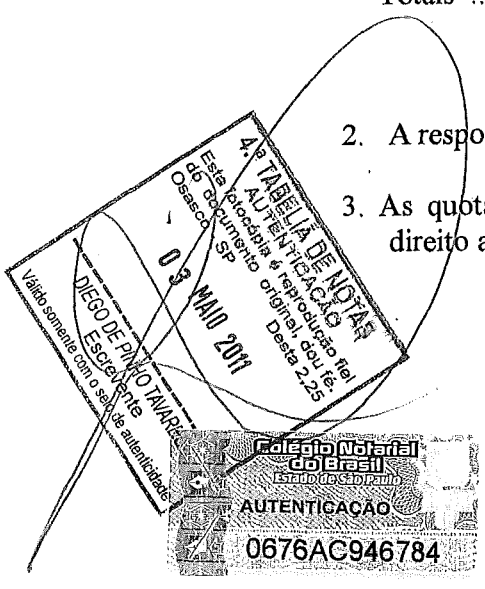 Totais ..
2. A respo
3. As quota
direito a
4.ª TABELIÃ DE NOTAS
AUTENTICAÇÃO
Esta fotocópia é reprodução fiel
do documento original, dou fé.
Osasco SP Desta 2,25
03 MAIO 2011
DIEGO DE PINHO TAVARES
Escrevente
Válido somente com o selo de autenticidade
Colégio Notarial
do Brasil
Estado de São Paulo
AUTENTICAÇÃO
0676AC946784